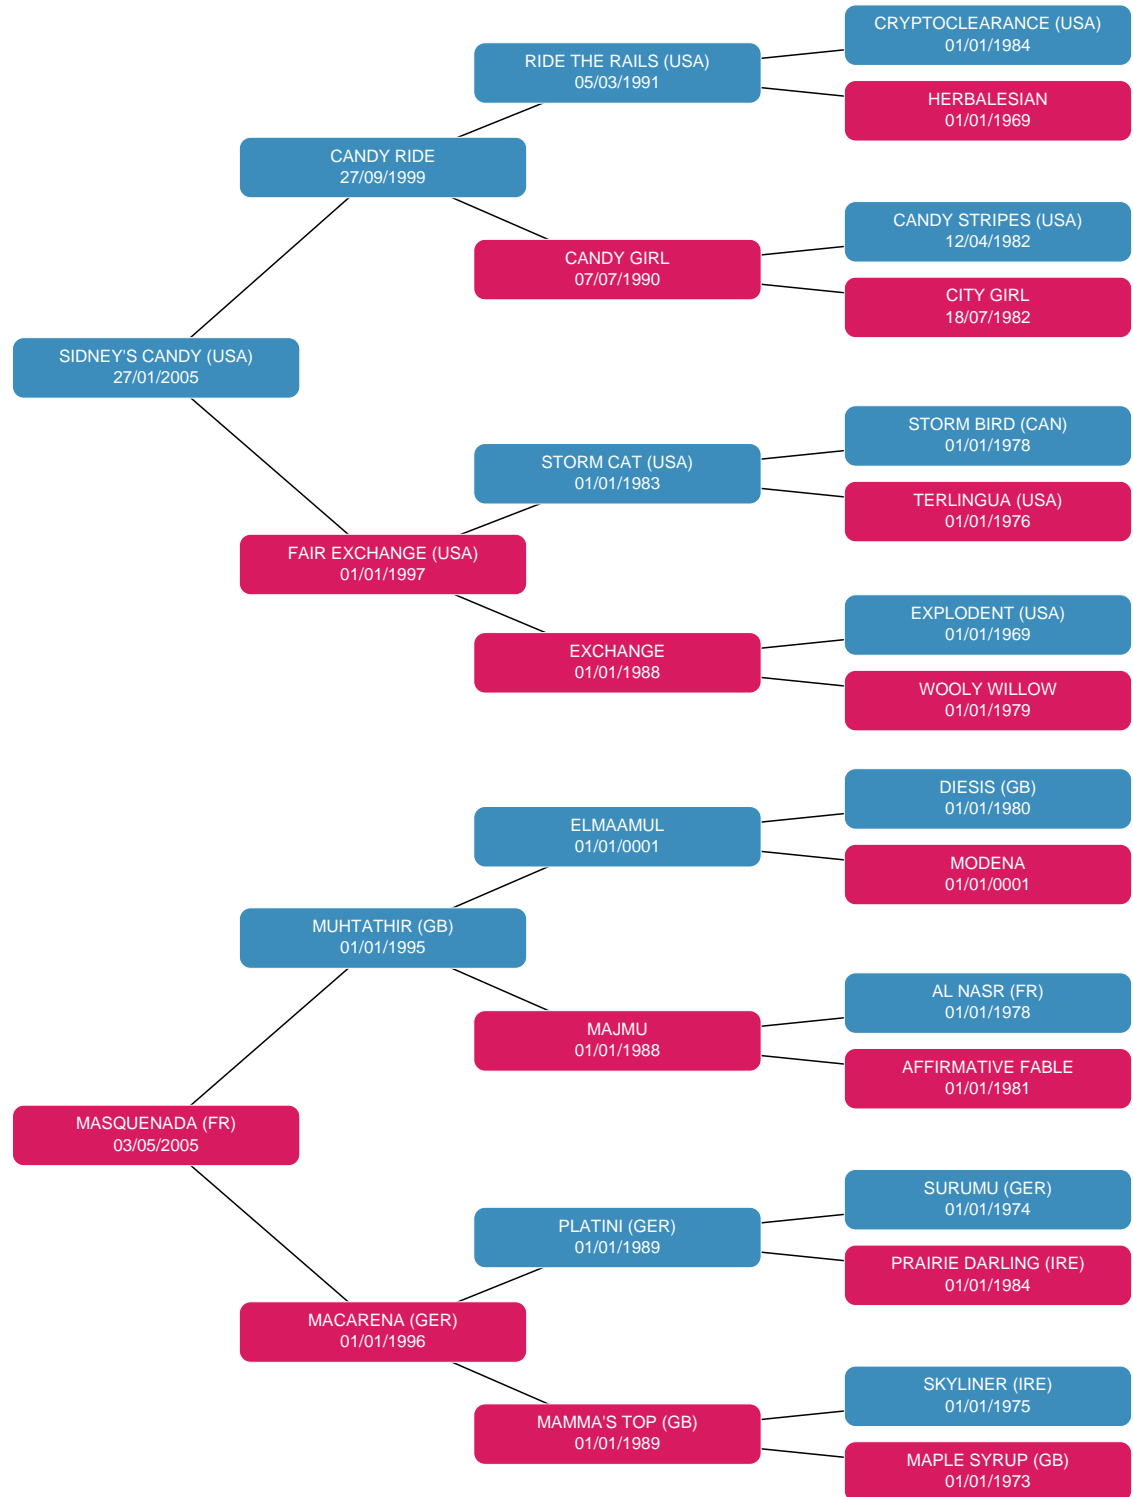 CRYPTOCLEARANCE (USA)
01/01/1984
RIDE THE RAILS (USA)
05/03/1991
HERBALESIAN
01/01/1969
CANDY RIDE
27/09/1999
CANDY STRIPES (USA)
12/04/1982
CANDY GIRL
07/07/1990
CITY GIRL
18/07/1982
SIDNEY'S CANDY (USA)
27/01/2005
STORM BIRD (CAN)
01/01/1978
STORM CAT (USA)
01/01/1983
TERLINGUA (USA)
01/01/1976
FAIR EXCHANGE (USA)
01/01/1997
EXPLODENT (USA)
01/01/1969
EXCHANGE
01/01/1988
WOOLY WILLOW
01/01/1979
DIESIS (GB)
01/01/1980
ELMAAMUL
01/01/0001
MODENA
01/01/0001
MUHTATHIR (GB)
01/01/1995
AL NASR (FR)
01/01/1978
MAJMU
01/01/1988
AFFIRMATIVE FABLE
01/01/1981
MASQUENADA (FR)
03/05/2005
SURUMU (GER)
01/01/1974
PLATINI (GER)
01/01/1989
PRAIRIE DARLING (IRE)
01/01/1984
MACARENA (GER)
01/01/1996
SKYLINER (IRE)
01/01/1975
MAMMA'S TOP (GB)
01/01/1989
MAPLE SYRUP (GB)
01/01/1973